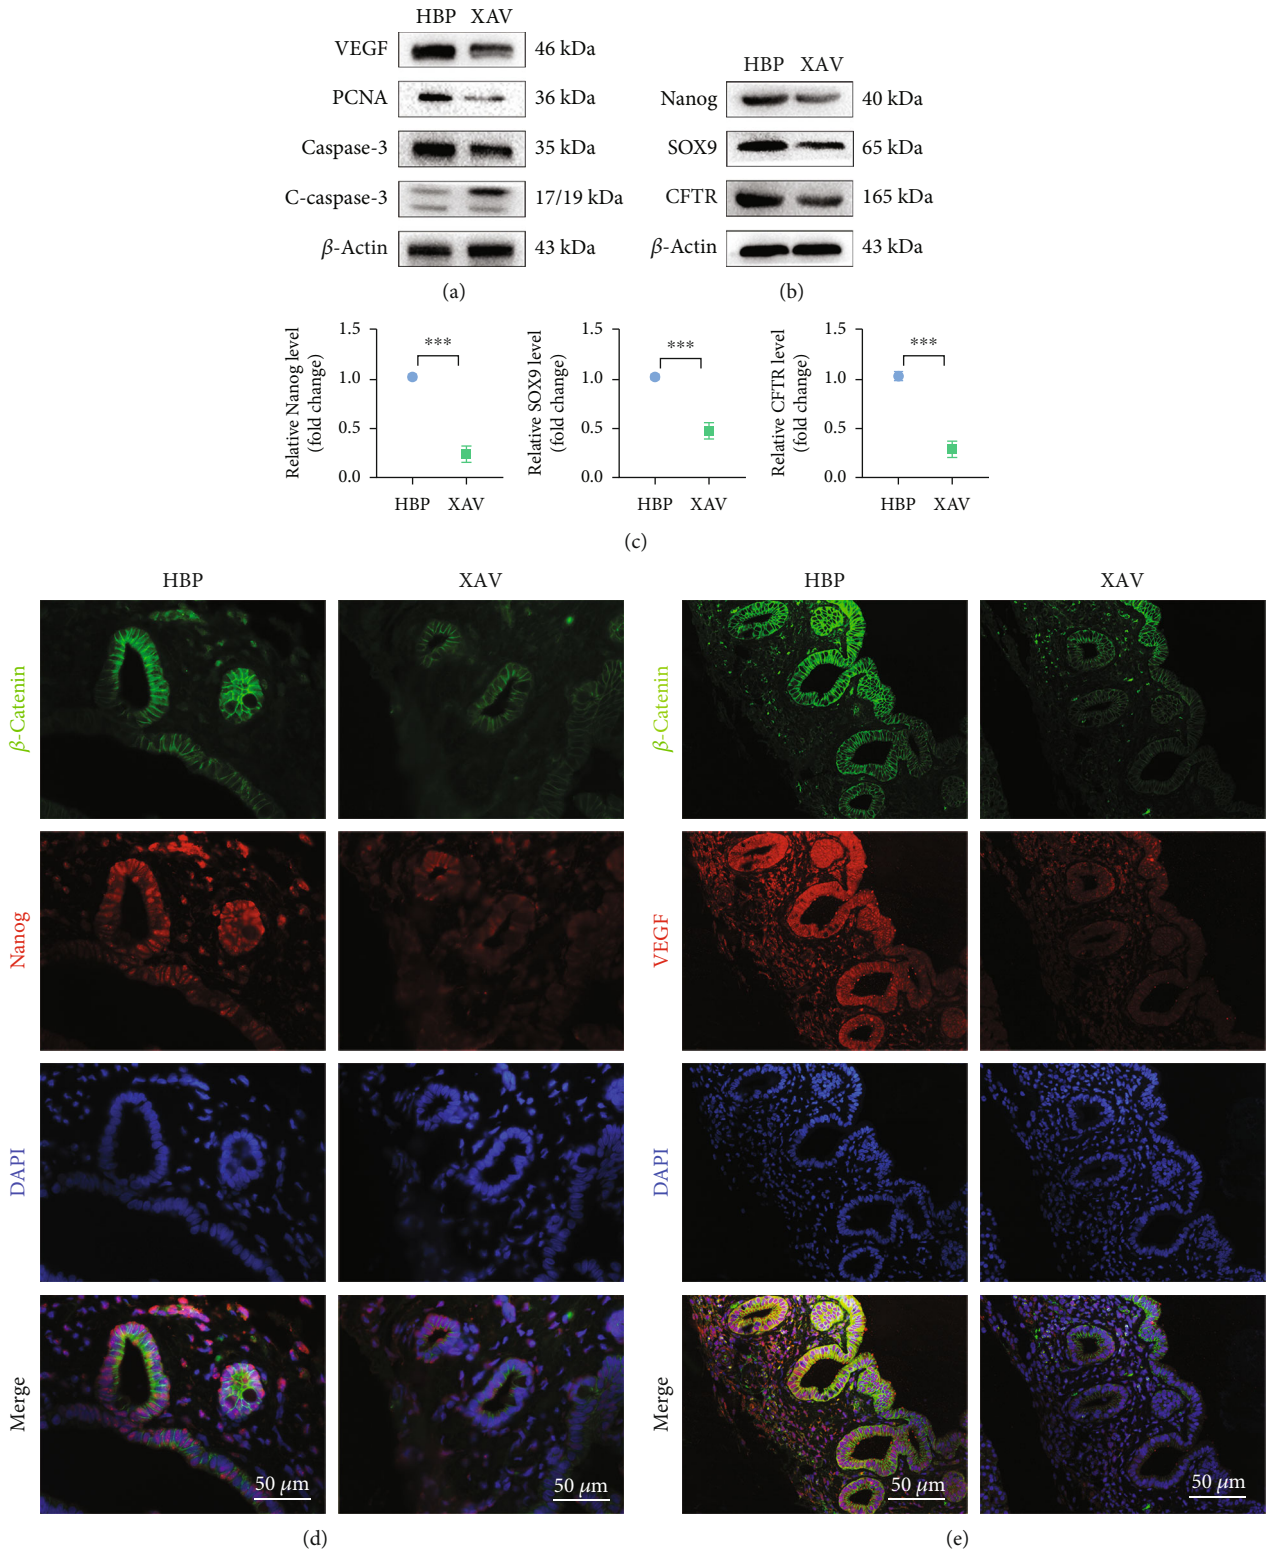 HBP XAV
VEGF 46 kDa
PCNA 36 kDa
Caspase-3 35 kDa
C-caspase-3 17/19 kDa
β-Actin 43 kDa
(a)
HBP XAV
Nanog 40 kDa
SOX9 65 kDa
CFTR 165 kDa
β-Actin 43 kDa
(b)
Relative Nanog level
(fold change)
1.5
1.0
0.5
0.0
***
HBP XAV
Relative SOX9 level
(fold change)
1.5
1.0
0.5
0.0
***
HBP XAV
Relative CFTR level
(fold change)
1.5
1.0
0.5
0.0
***
HBP XAV
(c)
HBP XAV
β-Catenin
Nanog
DAPI
Merge
50 μm
50 μm
(d)
HBP XAV
β-Catenin
VEGF
DAPI
Merge
50 μm
50 μm
(e)